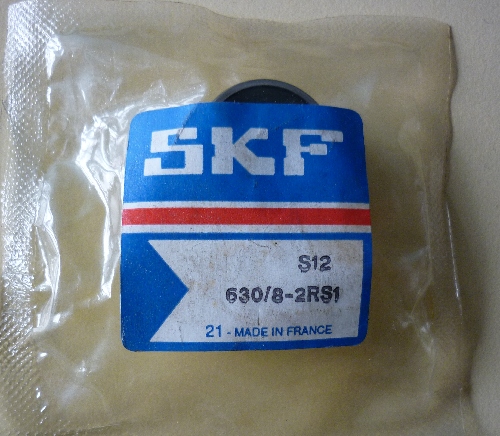 SKF
S12
630/8-2RS1
21 - MADE IN FRANCE